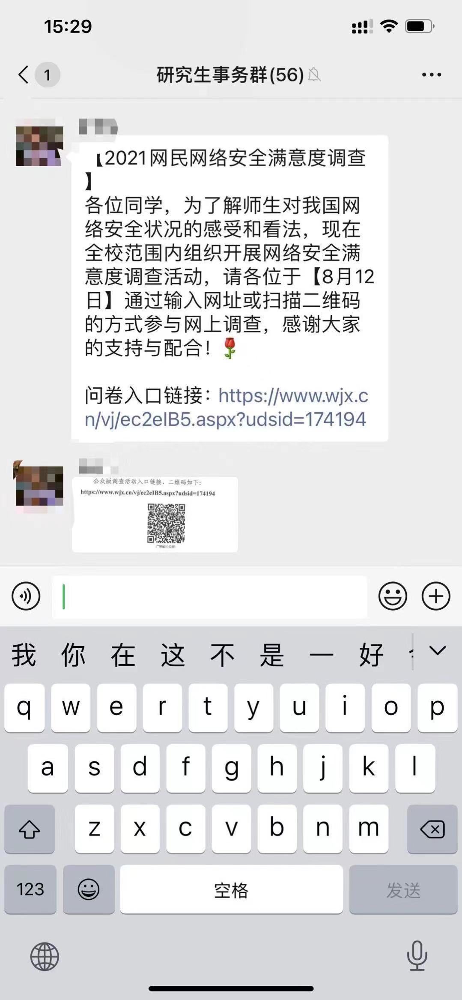 15:29
1
研究生事务群(56)
【2021网民网络安全满意度调查
】
各位同学，为了解师生对我国网
络安全状况的感受和看法，现在
全校范围内组织开展网络安全满
意度调查活动，请各位于【8月12
日】通过输入网址或扫描二维码
的方式参与网上调查，感谢大家
的支持与配合！🌹
问卷入口链接：https://www.wjx.c
n/vj/ec2eIB5.aspx?udsid=174194
公众版调查活动入口链接、二维码如下：
https://www.wjx.cn/vj/ec2eIB5.aspx?udsid=174194
我 你 在 这 不 是 一 好
q w e r t y u i o p
a s d f g h j k l
z x c v b n m
123 空格 发送